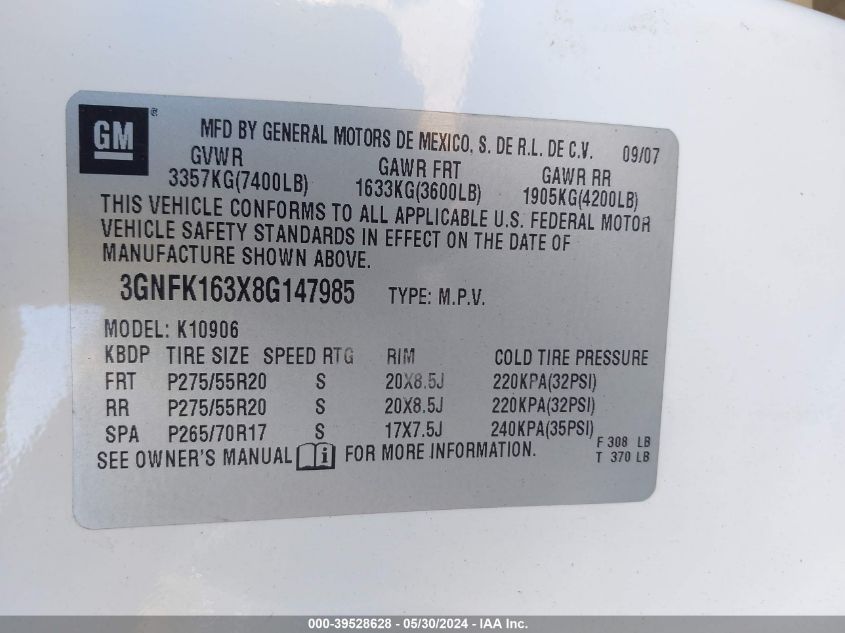 GM ®
MFD BY GENERAL MOTORS DE MEXICO, S. DE R.L. DE C.V. 09/07
GVWR GAWR FRT GAWR RR
3357KG(7400LB) 1633KG(3600LB) 1905KG(4200LB)
THIS VEHICLE CONFORMS TO ALL APPLICABLE U.S. FEDERAL MOTOR
VEHICLE SAFETY STANDARDS IN EFFECT ON THE DATE OF
MANUFACTURE SHOWN ABOVE.
3GNFK163X8G147985 TYPE: M.P.V.
MODEL: K10906
KBDP TIRE SIZE SPEED RTG RIM COLD TIRE PRESSURE
FRT P275/55R20 S 20X8.5J 220KPA(32PSI)
RR P275/55R20 S 20X8.5J 220KPA(32PSI)
SPA P265/70R17 S 17X7.5J 240KPA(35PSI)
F 308 LB
T 370 LB
SEE OWNER'S MANUAL i FOR MORE INFORMATION.
000-39528628 - 05/30/2024 - IAA Inc.